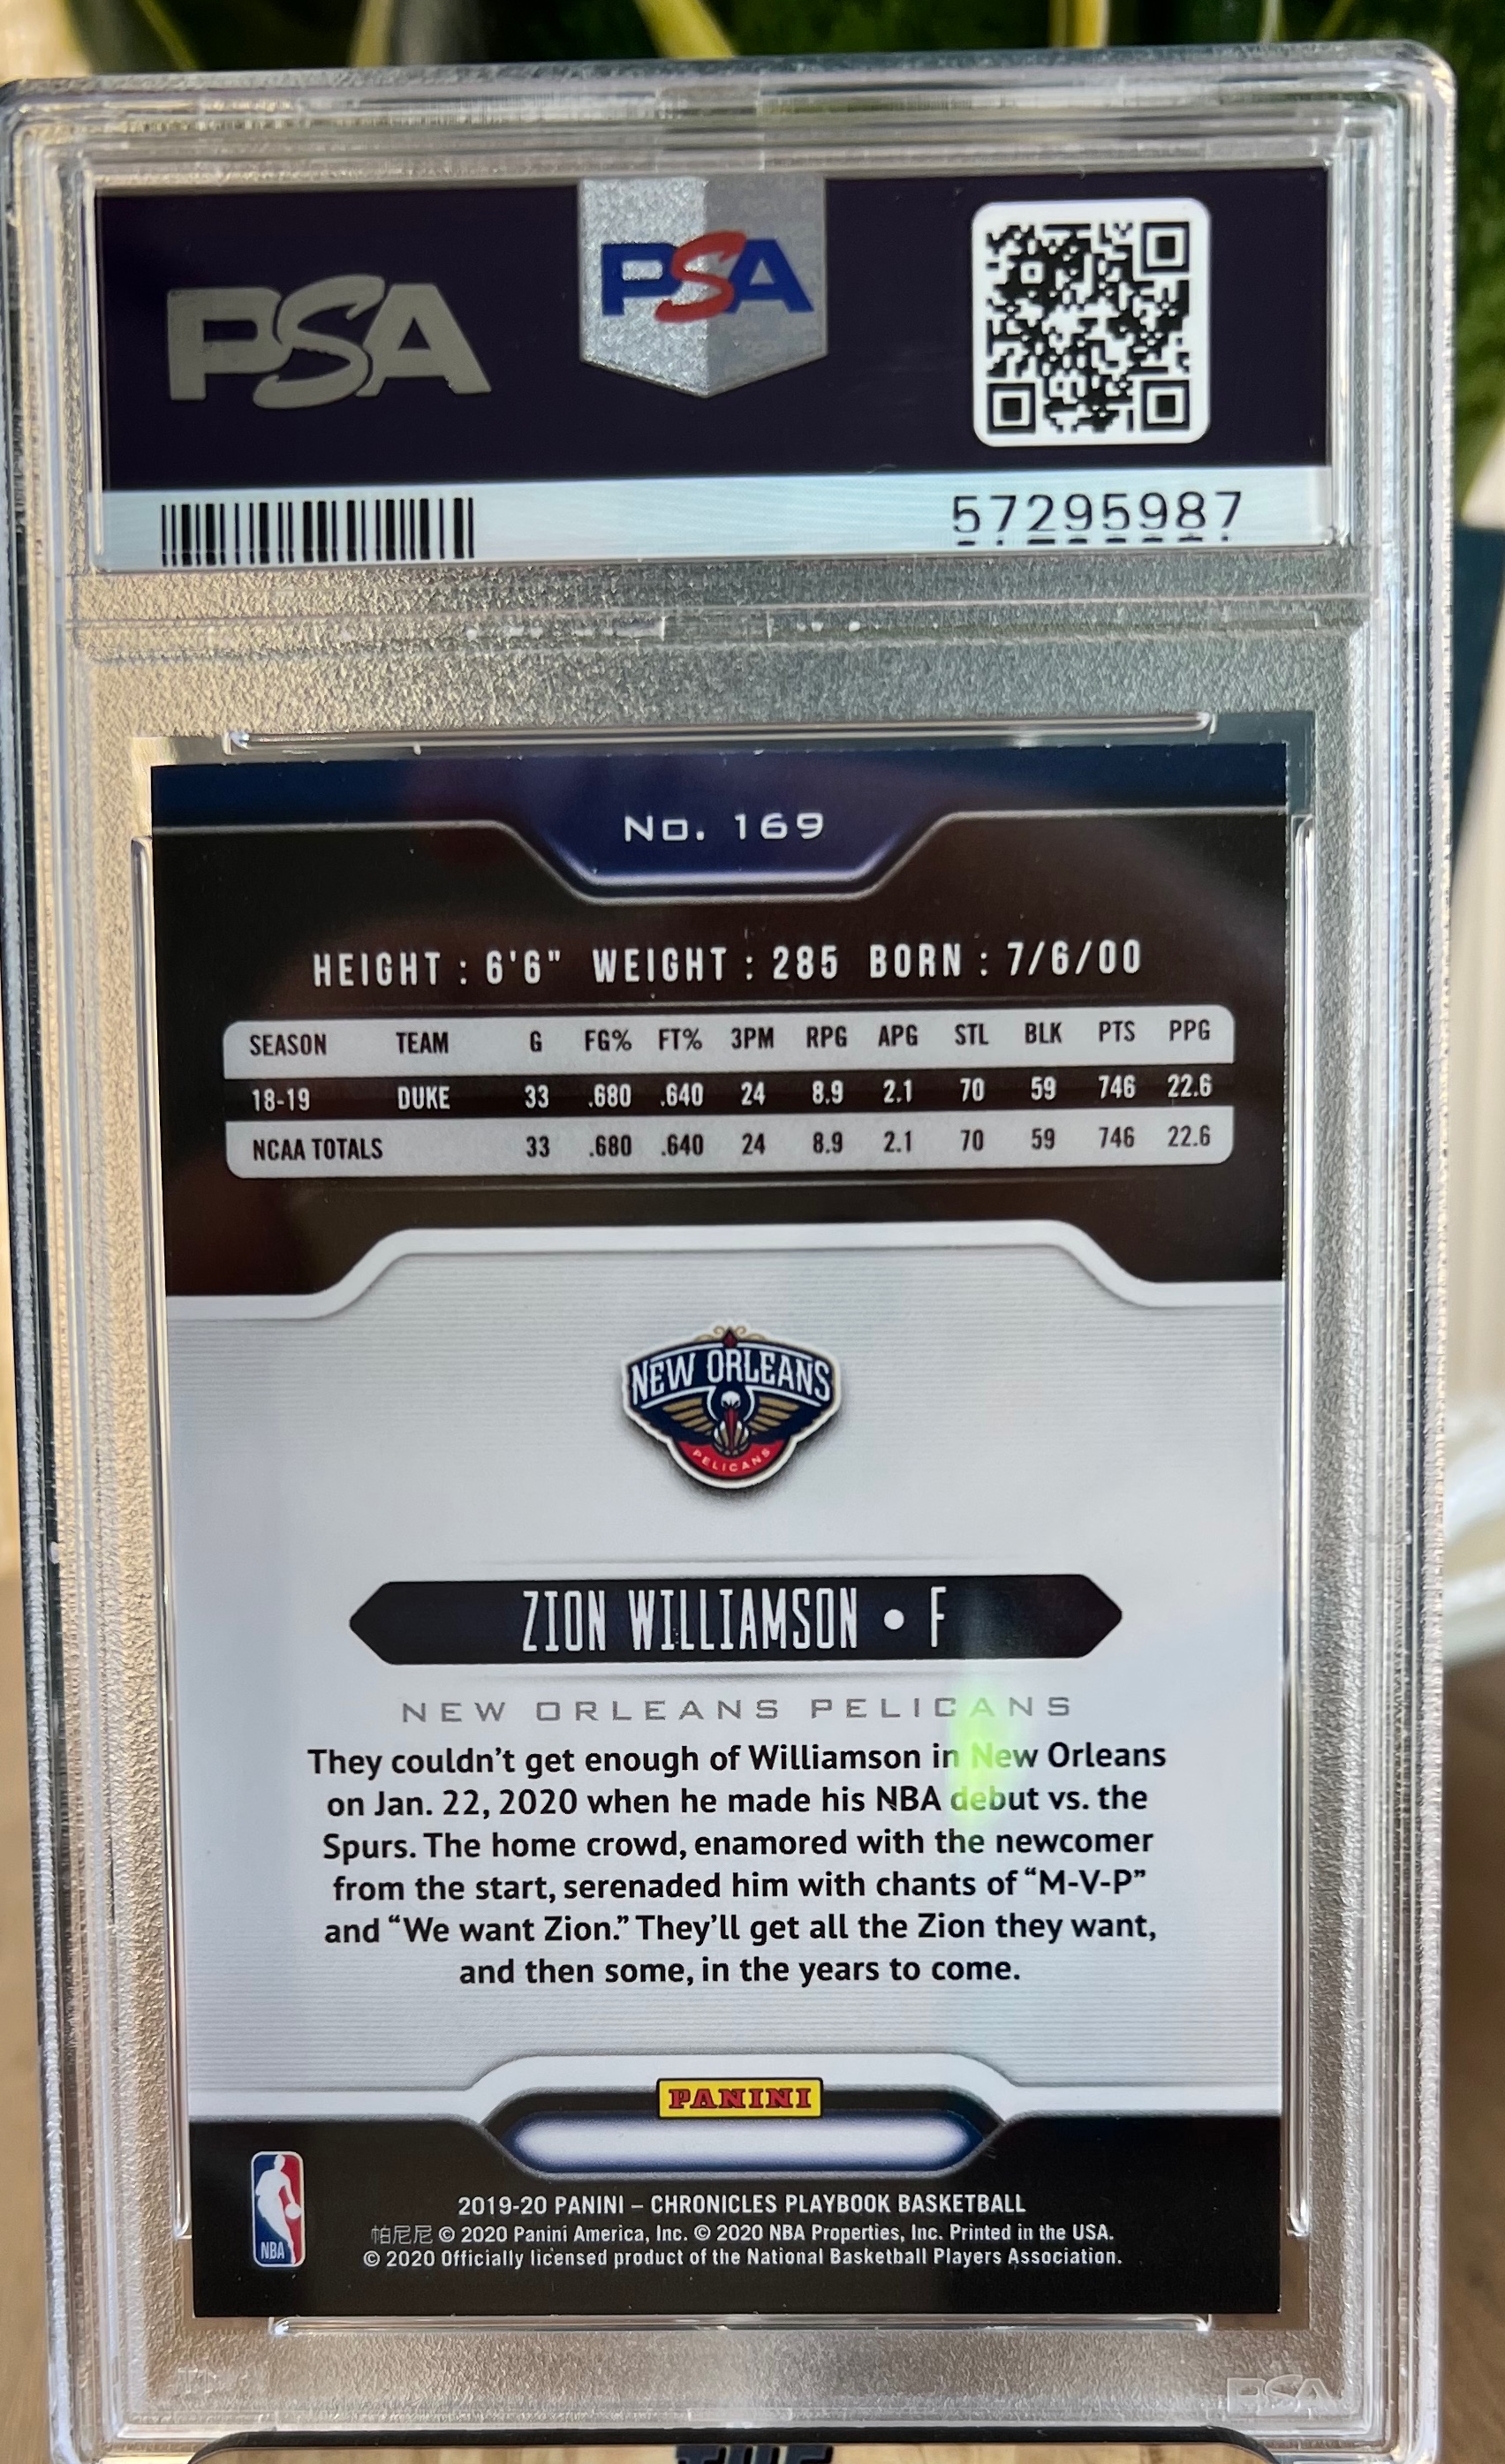 PSA
PSA
57295987
No. 169
HEIGHT : 6'6" WEIGHT : 285 BORN : 7/6/00
SEASON TEAM G FG% FT% 3PM RPG APG STL BLK PTS PPG
18-19 DUKE 33 .680 .640 24 8.9 2.1 70 59 746 22.6
NCAA TOTALS 33 .680 .640 24 8.9 2.1 70 59 746 22.6
NEW ORLEANS
PELICANS
ZION WILLIAMSON • F
NEW ORLEANS PELICANS
They couldn't get enough of Williamson in New Orleans
on Jan. 22, 2020 when he made his NBA debut vs. the
Spurs. The home crowd, enamored with the newcomer
from the start, serenaded him with chants of “M-V-P”
and “We want Zion.” They'll get all the Zion they want,
and then some, in the years to come.
PANINI
NBA
2019-20 PANINI – CHRONICLES PLAYBOOK BASKETBALL
帕尼尼 © 2020 Panini America, Inc. © 2020 NBA Properties, Inc. Printed in the USA.
© 2020 Officially licensed product of the National Basketball Players Association.
PSA